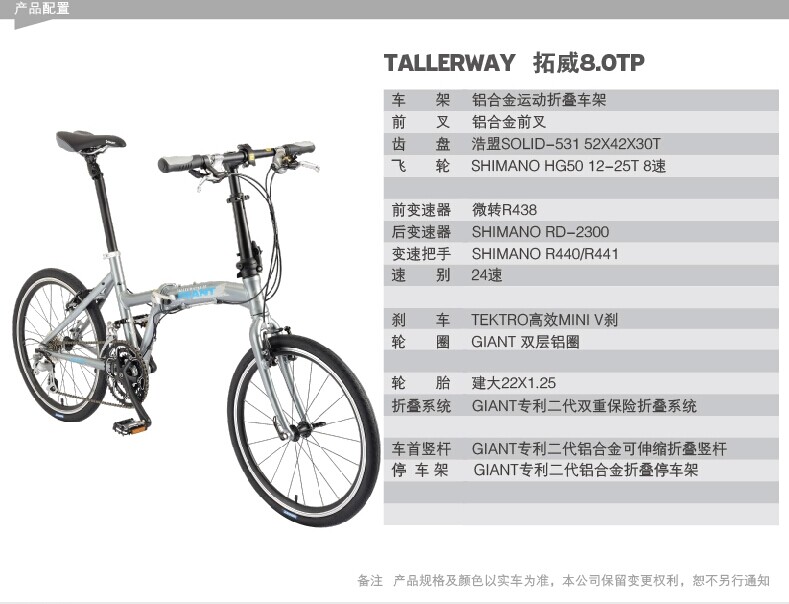 产品配置
TALLERWAY 拓威8.0TP
车 架 铝合金运动折叠车架
前 叉 铝合金前叉
齿 盘 浩盟SOLID-531 52X42X30T
飞 轮 SHIMANO HG50 12-25T 8速
前变速器 微转R438
后变速器 SHIMANO RD-2300
变速把手 SHIMANO R440/R441
速 别 24速
刹 车 TEKTRO高效MINI V刹
轮 圈 GIANT 双层铝圈
轮 胎 建大22X1.25
折叠系统 GIANT专利二代双重保险折叠系统
车首竖杆 GIANT专利二代铝合金可伸缩折叠竖杆
停 车 架 GIANT专利二代铝合金折叠停车架
GIANT
备注 产品规格及颜色以实车为准，本公司保留变更权利，恕不另行通知